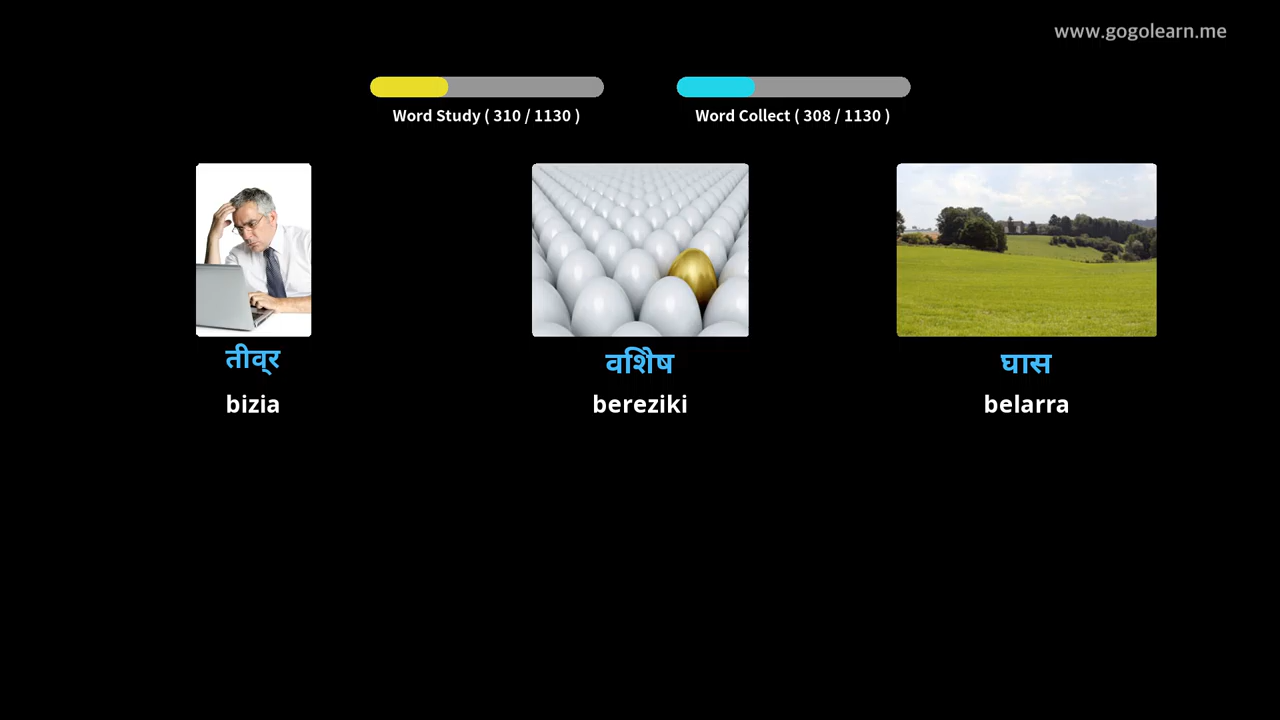 www.gogolearn.me
Word Study ( 310 / 1130 )
Word Collect ( 308 / 1130 )
तीव्र
वशिेष
घास
bizia
bereziki
belarra